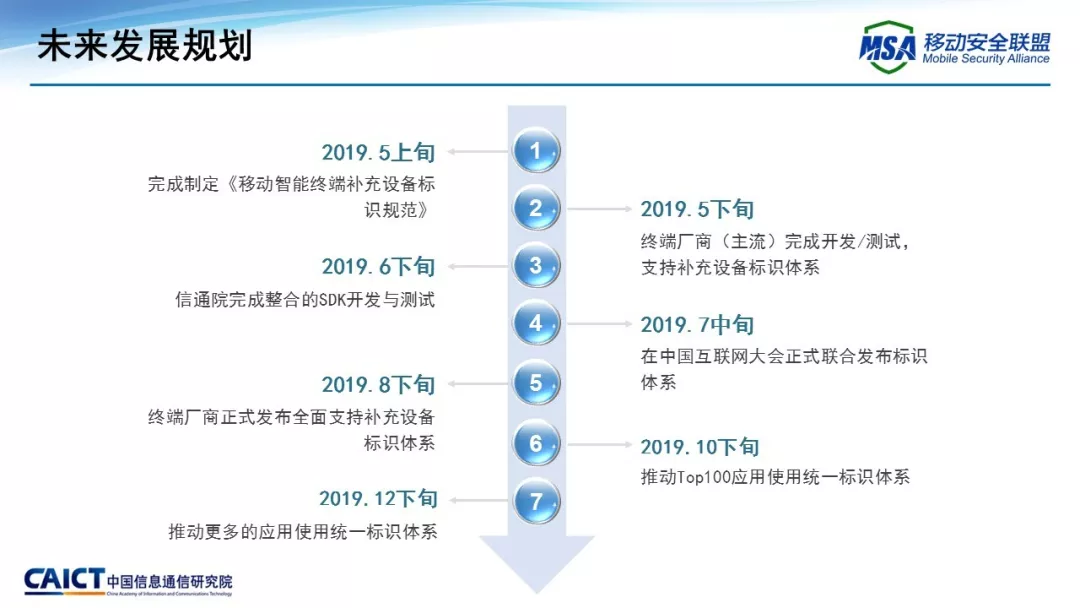 未来发展规划
MSA 移动安全联盟
Mobile Security Alliance
1
2019.5上旬
完成制定《移动智能终端补充设备标
识规范》
2
2019.5下旬
终端厂商（主流）完成开发/测试，
支持补充设备标识体系
3
2019.6下旬
信通院完成整合的SDK开发与测试
4
2019.7中旬
在中国互联网大会正式联合发布标识
体系
5
2019.8下旬
终端厂商正式发布全面支持补充设备
标识体系
6
2019.10下旬
推动Top100应用使用统一标识体系
7
2019.12下旬
推动更多的应用使用统一标识体系
CAICT 中国信息通信研究院
China Academy of Information and Communications Technology